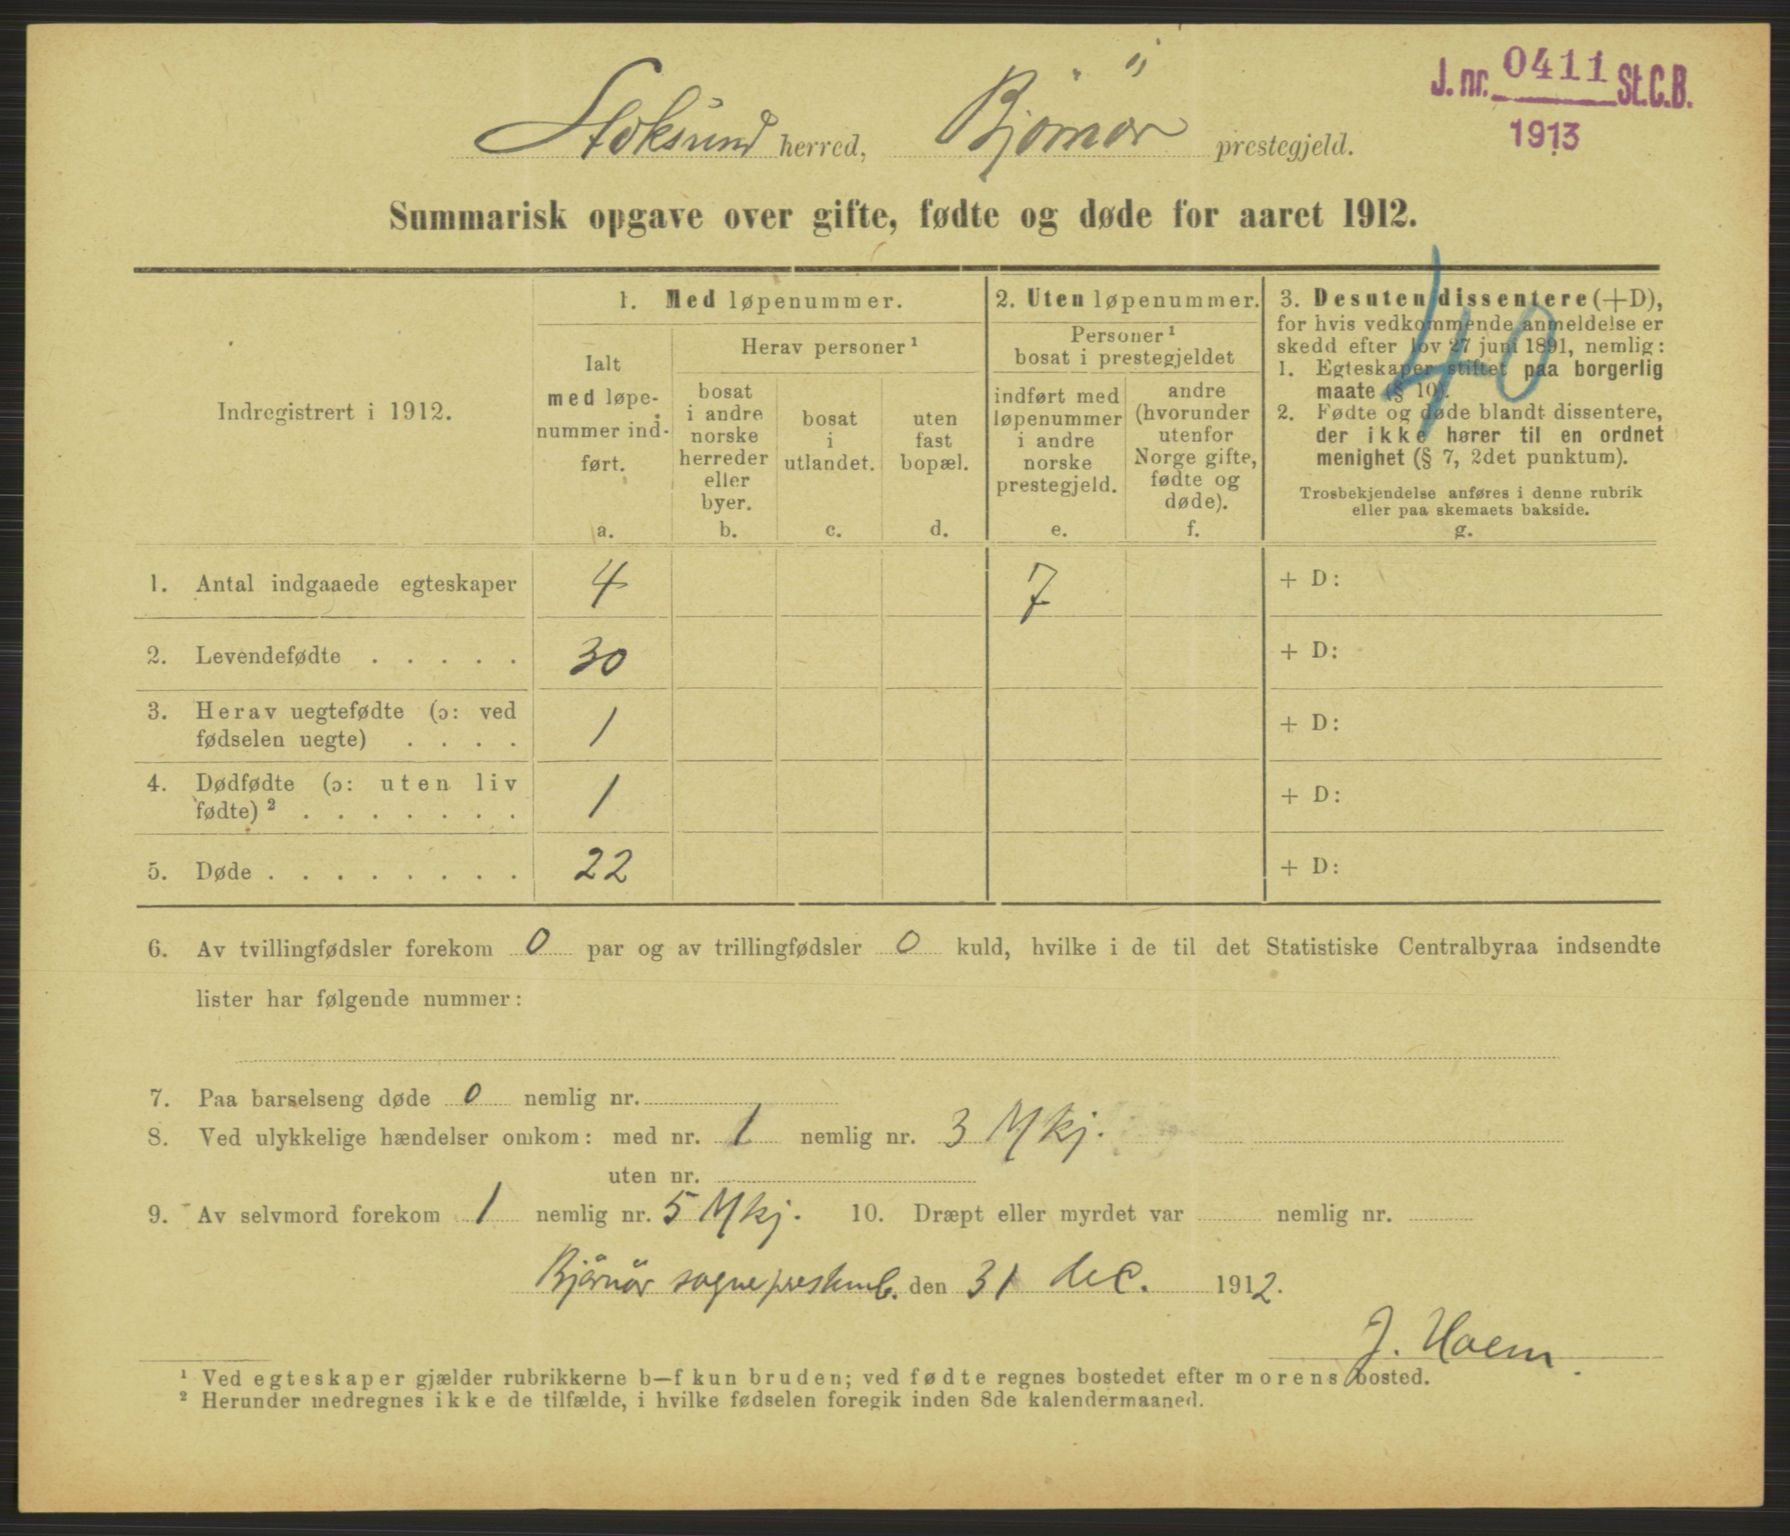 J. nr. 0411 St.C.B.
1913
Stoksund herred, Bjørnør prestegjeld.
Summarisk opgave over gifte, fødte og døde for aaret 1912.
40
Indregistrert i 1912.
1. Med løpenummer.
Ialt
med løpe-
nummer ind-
ført.
a.
Herav personer¹
bosat
i andre
norske
herreder
eller
byer.
b.
bosat
i
utlandet.
c.
uten
fast
bopæl.
d.
2. Uten løpenummer.
Personer¹
bosat i prestegjeldet
indført med
løpenummer
i andre
norske
prestegjeld.
e.
andre
(hvorunder
utenfor
Norge gifte,
fødte og
døde).
f.
3. Desuten dissentere (+D),
for hvis vedkommende anmeldelse er
skedd efter lov 27 juni 1891, nemlig:
1. Egteskaper stiftet paa borgerlig
maate (§ 10).
2. Fødte og døde blandt dissentere,
der ikke hører til en ordnet
menighet (§ 7, 2det punktum).
Trosbekjendelse anføres i denne rubrik
eller paa skemaets bakside.
g.
1. Antal indgaaede egteskaper 4 7 + D:
2. Levendefødte . . . . . 30 + D:
3. Herav uegtefødte (ɔ: ved
fødselen uegte) . . . . 1 + D:
4. Dødfødte (ɔ: uten liv
fødte)² . . . . . . . 1 + D:
5. Døde . . . . . . . . 22 + D:
6. Av tvillingfødsler forekom 0 par og av trillingfødsler 0 kuld, hvilke i de til det Statistiske Centralbyraa indsendte
lister har følgende nummer:
7. Paa barselseng døde 0 nemlig nr.
8. Ved ulykkelige hændelser omkom: med nr. 1 nemlig nr. 3 Mkj.
uten nr.
9. Av selvmord forekom 1 nemlig nr. 5 Mkj. 10. Dræpt eller myrdet var nemlig nr.
Bjørnør sogneprestemb. den 31 dec. 1912.
J. Hoem.
¹ Ved egteskaper gjælder rubrikkerne b—f kun bruden; ved fødte regnes bostedet efter morens bosted.
² Herunder medregnes ikke de tilfælde, i hvilke fødselen foregik inden 8de kalendermaaned.